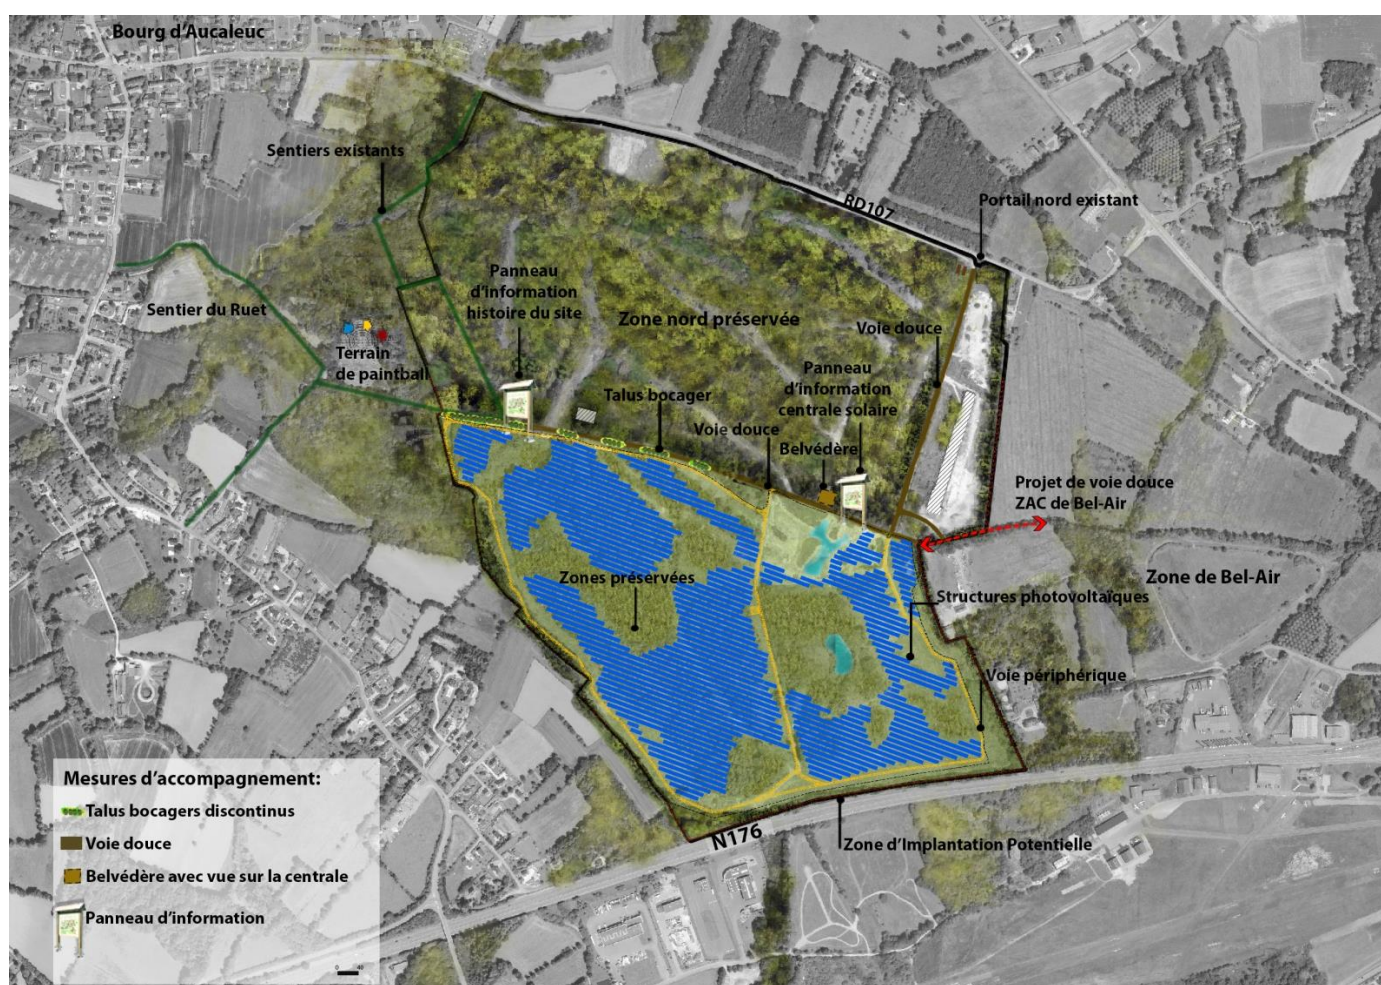 Bourg d'Aucaleuc
Sentiers existants
RD107
Portail nord existant
Panneau
d'information
histoire du site
Sentier du Ruet
Zone nord préservée
Voie douce
Terrain
de paintball
Panneau
d'information
centrale solaire
Talus bocager
Voie douce
Belvédère
Projet de voie douce
ZAC de Bel-Air
Zones préservées
Zone de Bel-Air
Structures photovoltaïques
Voie périphérique
Mesures d'accompagnement:
Talus bocagers discontinus
Voie douce
Belvédère avec vue sur la centrale
Panneau d'information
N176
Zone d'Implantation Potentielle